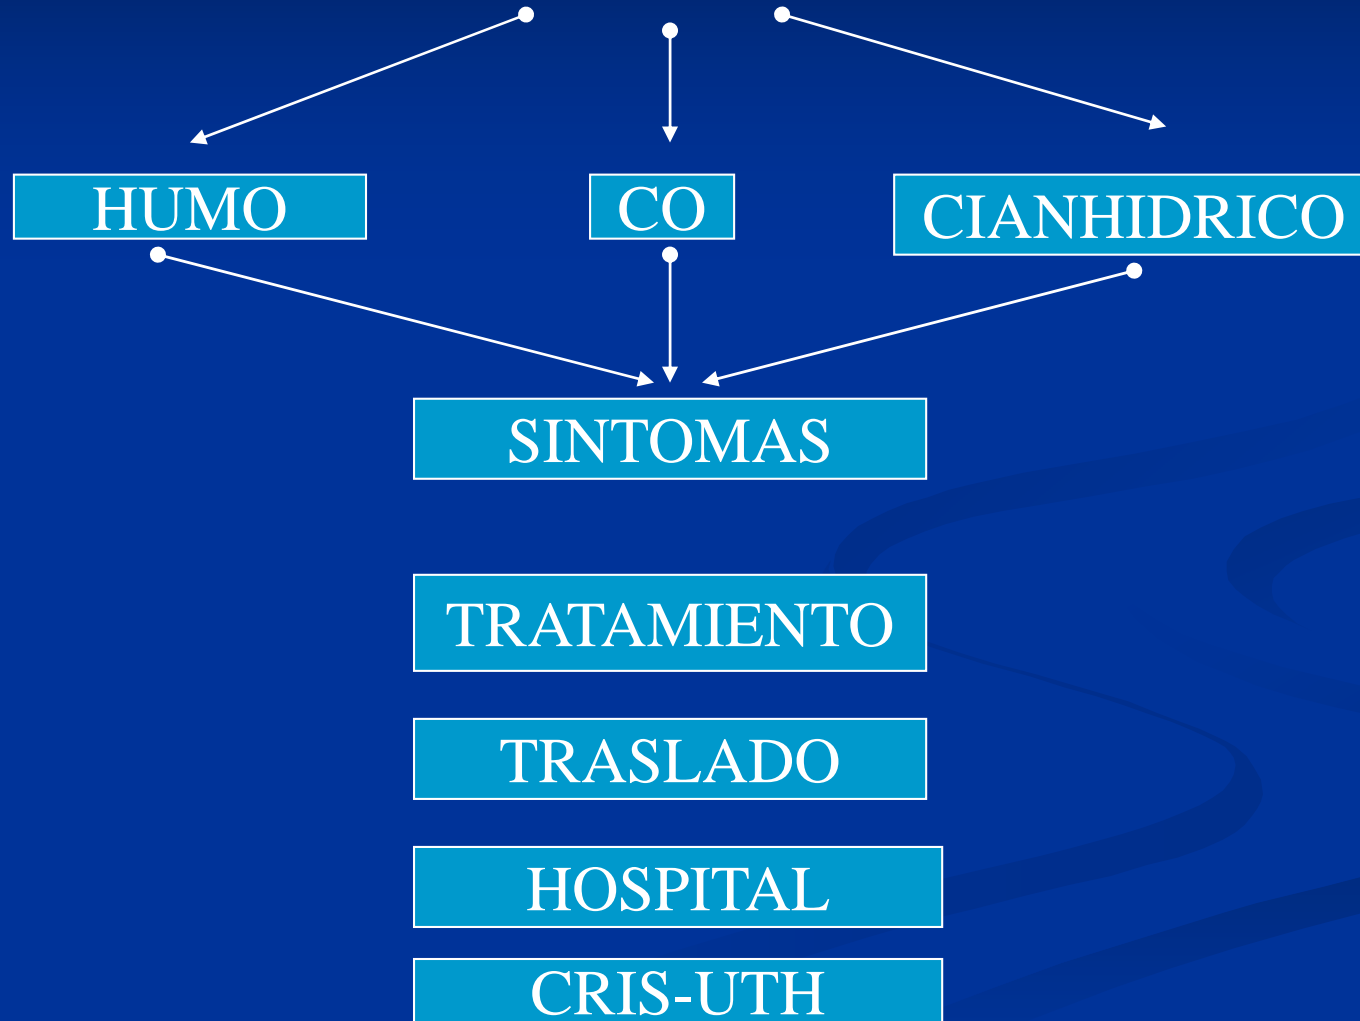 HUMO
CO
CIANHIDRICO
SINTOMAS
TRATAMIENTO
TRASLADO
HOSPITAL
CRIS-UTH